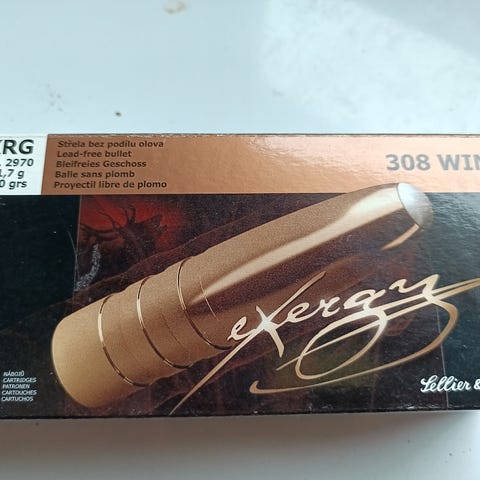 XRG
. 2970
1,7 g
0 grs
Střela bez podílu olova
Lead-free bullet
Bleifreies Geschoss
Balle sans plomb
Proyectil libre de plomo
308 WIN
exergy
NÁBOJŮ
CARTRIDGES
PATRONEN
CARTOUCHES
CARTUCHOS
Sellier &